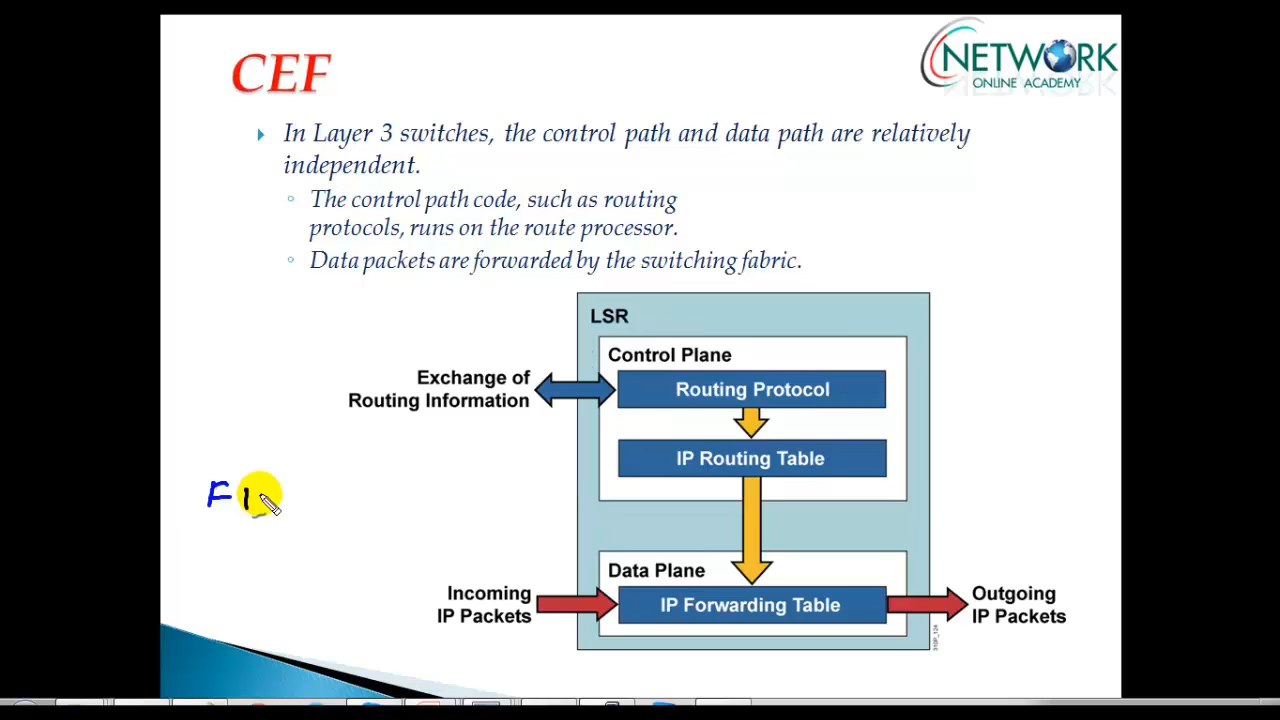 CEF
NETWORK
ONLINE ACADEMY
In Layer 3 switches, the control path and data path are relatively
independent.
The control path code, such as routing
protocols, runs on the route processor.
Data packets are forwarded by the switching fabric.
LSR
Control Plane
Exchange of
Routing Information
Routing Protocol
IP Routing Table
F I
Data Plane
Incoming
IP Packets
IP Forwarding Table
Outgoing
IP Packets